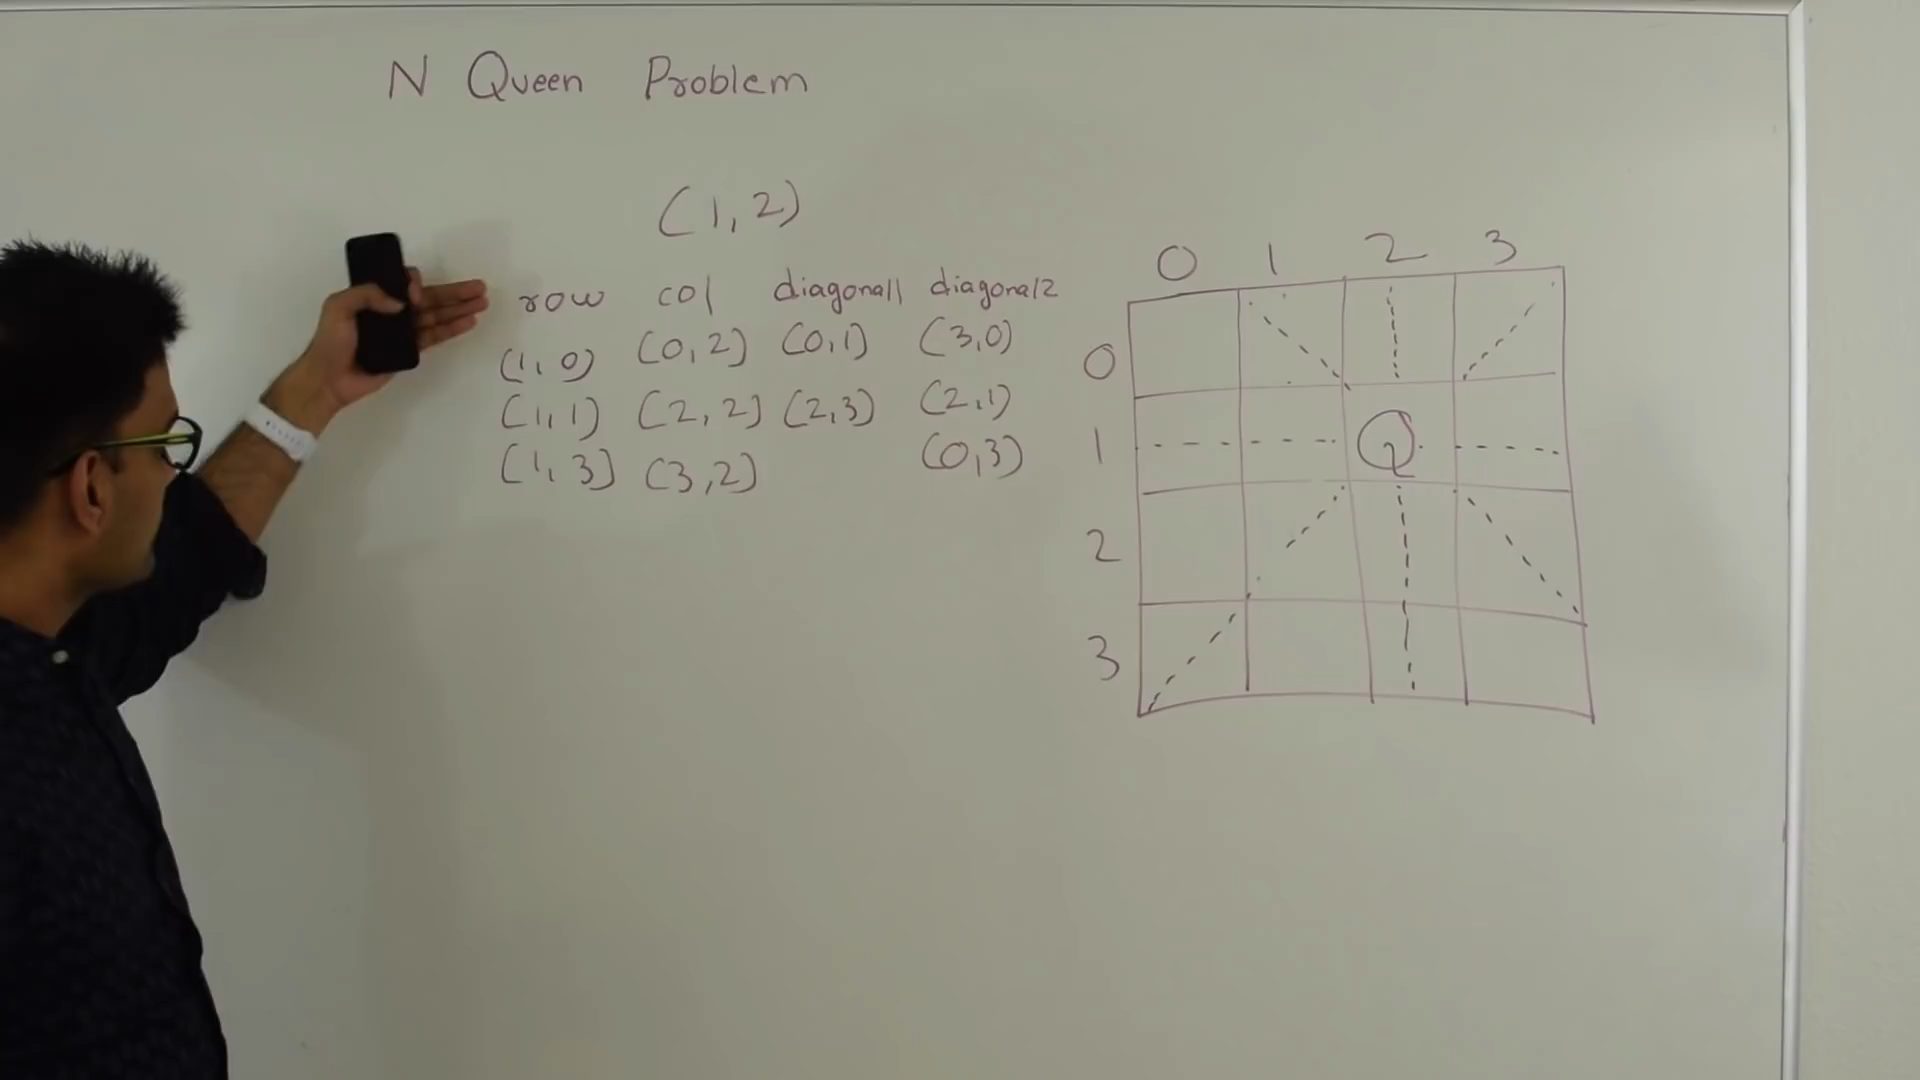 N Queen Problem
(1,2)
row col diagonal1 diagonal2
(1,0) (0,2) (0,1) (3,0)
(1,1) (2,2) (2,3) (2,1)
(1,3) (3,2) (0,3)
0 1 2 3
0
1 Q
2
3